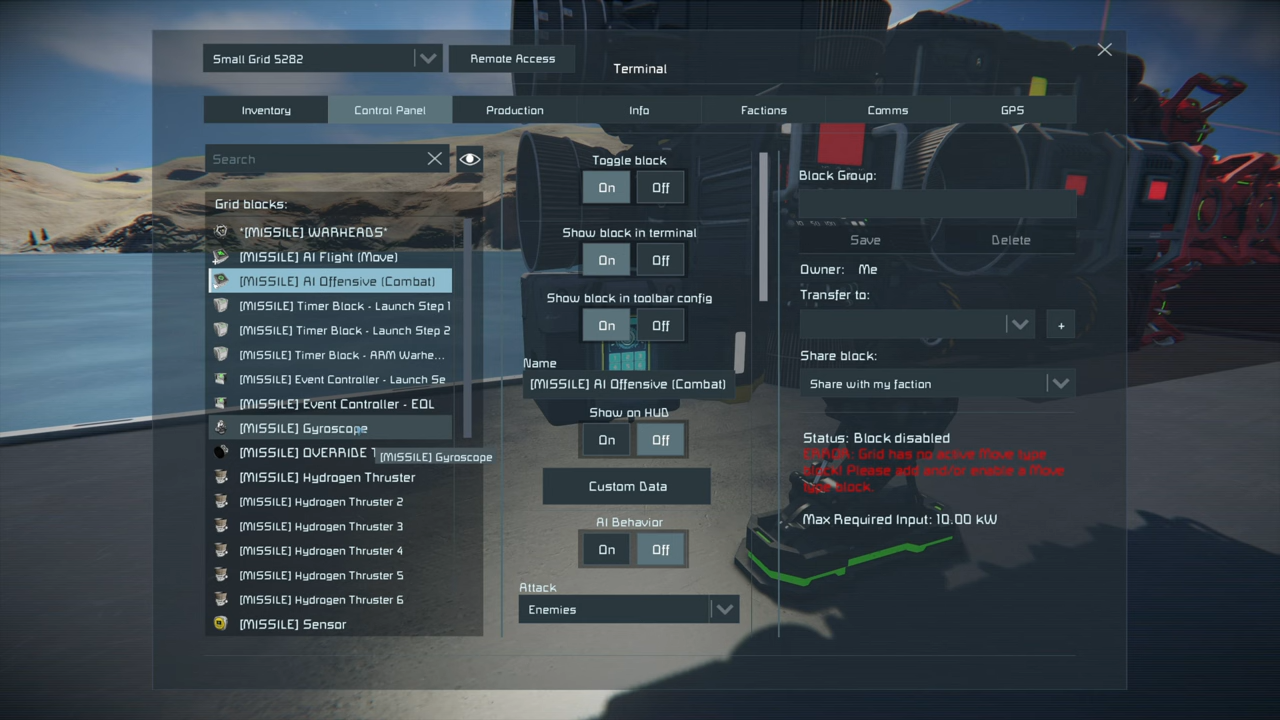 Small Grid 5282
Remote Access
Terminal
Inventory
Control Panel
Production
Info
Factions
Comms
GPS
Search
Grid blocks:
*[MISSILE] WARHEADS*
[MISSILE] AI Flight (Move)
[MISSILE] AI Offensive (Combat)
[MISSILE] Timer Block - Launch Step 1
[MISSILE] Timer Block - Launch Step 2
[MISSILE] Timer Block - ARM Warhe...
[MISSILE] Event Controller - Launch Se
[MISSILE] Event Controller - EOL
[MISSILE] Gyroscope
[MISSILE] OVERRIDE T
[MISSILE] Gyroscope
[MISSILE] Hydrogen Thruster
[MISSILE] Hydrogen Thruster 2
[MISSILE] Hydrogen Thruster 3
[MISSILE] Hydrogen Thruster 4
[MISSILE] Hydrogen Thruster 5
[MISSILE] Hydrogen Thruster 6
[MISSILE] Sensor
Toggle block
On Off
Show block in terminal
On Off
Show block in toolbar config
On Off
Name
[MISSILE] AI Offensive (Combat)
Show on HUD
On Off
Custom Data
AI Behavior
On Off
Attack
Enemies
Block Group:
Save Delete
Owner: Me
Transfer to:
+
Share block:
Share with my faction
Status: Block disabled
ERROR: Grid has no active Move type
block! Please add and/or enable a Move
type block.
Max Required Input: 10.00 kW